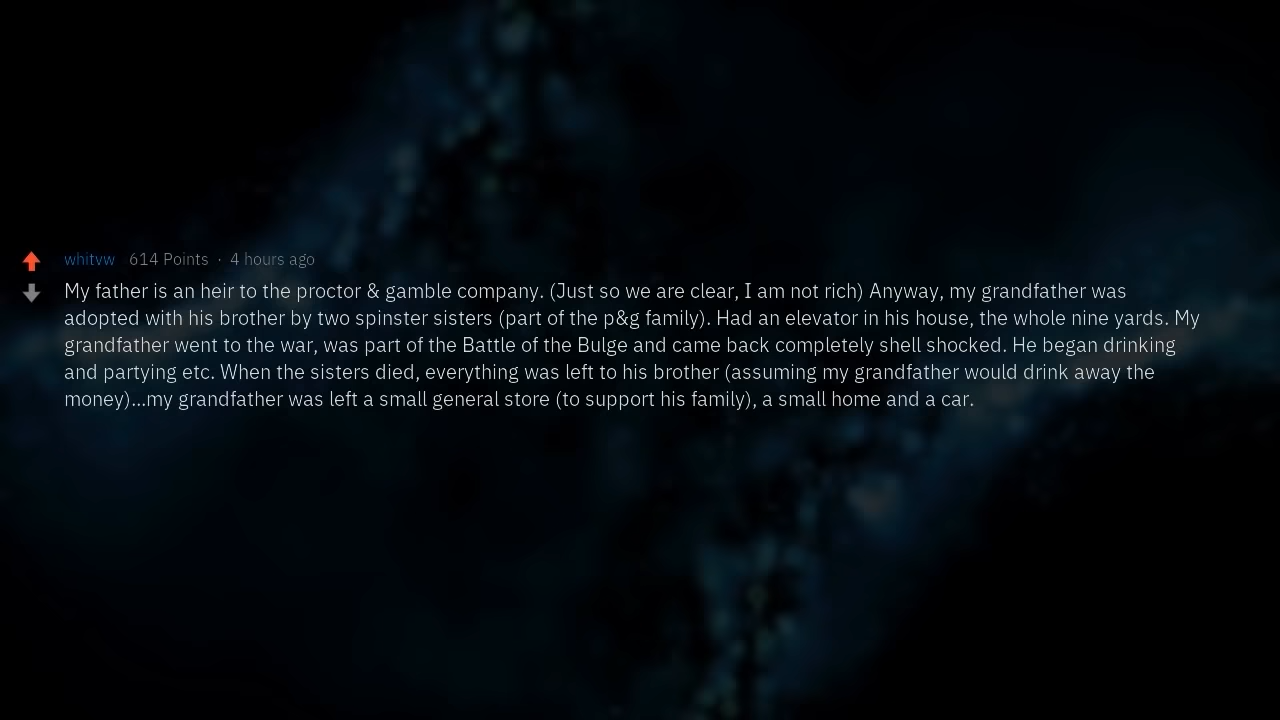 whitvw 614 Points · 4 hours ago
My father is an heir to the proctor & gamble company. (Just so we are clear, I am not rich) Anyway, my grandfather was
adopted with his brother by two spinster sisters (part of the p&g family). Had an elevator in his house, the whole nine yards. My
grandfather went to the war, was part of the Battle of the Bulge and came back completely shell shocked. He began drinking
and partying etc. When the sisters died, everything was left to his brother (assuming my grandfather would drink away the
money)...my grandfather was left a small general store (to support his family), a small home and a car.